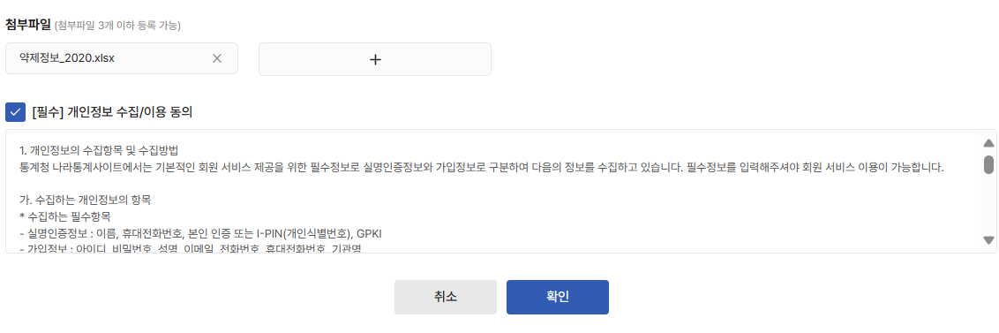 첨부파일 (첨부파일 3개 이하 등록 가능)
약제정보_2020.xlsx
[필수] 개인정보 수집/이용 동의
1. 개인정보의 수집항목 및 수집방법
통계청 나라통계사이트에서는 기본적인 회원 서비스 제공을 위한 필수정보로 실명인증정보와 가입정보로 구분하여 다음의 정보를 수집하고 있습니다. 필수정보를 입력해주셔야 회원 서비스 이용이 가능합니다.
가. 수집하는 개인정보의 항목
* 수집하는 필수항목
- 실명인증정보 : 이름, 휴대전화번호, 본인 인증 또는 I-PIN(개인식별번호), GPKI
- 가입정보 : 아이디, 비밀번호, 성명, 이메일, 전화번호, 휴대전화번호, 기관명
취소
확인